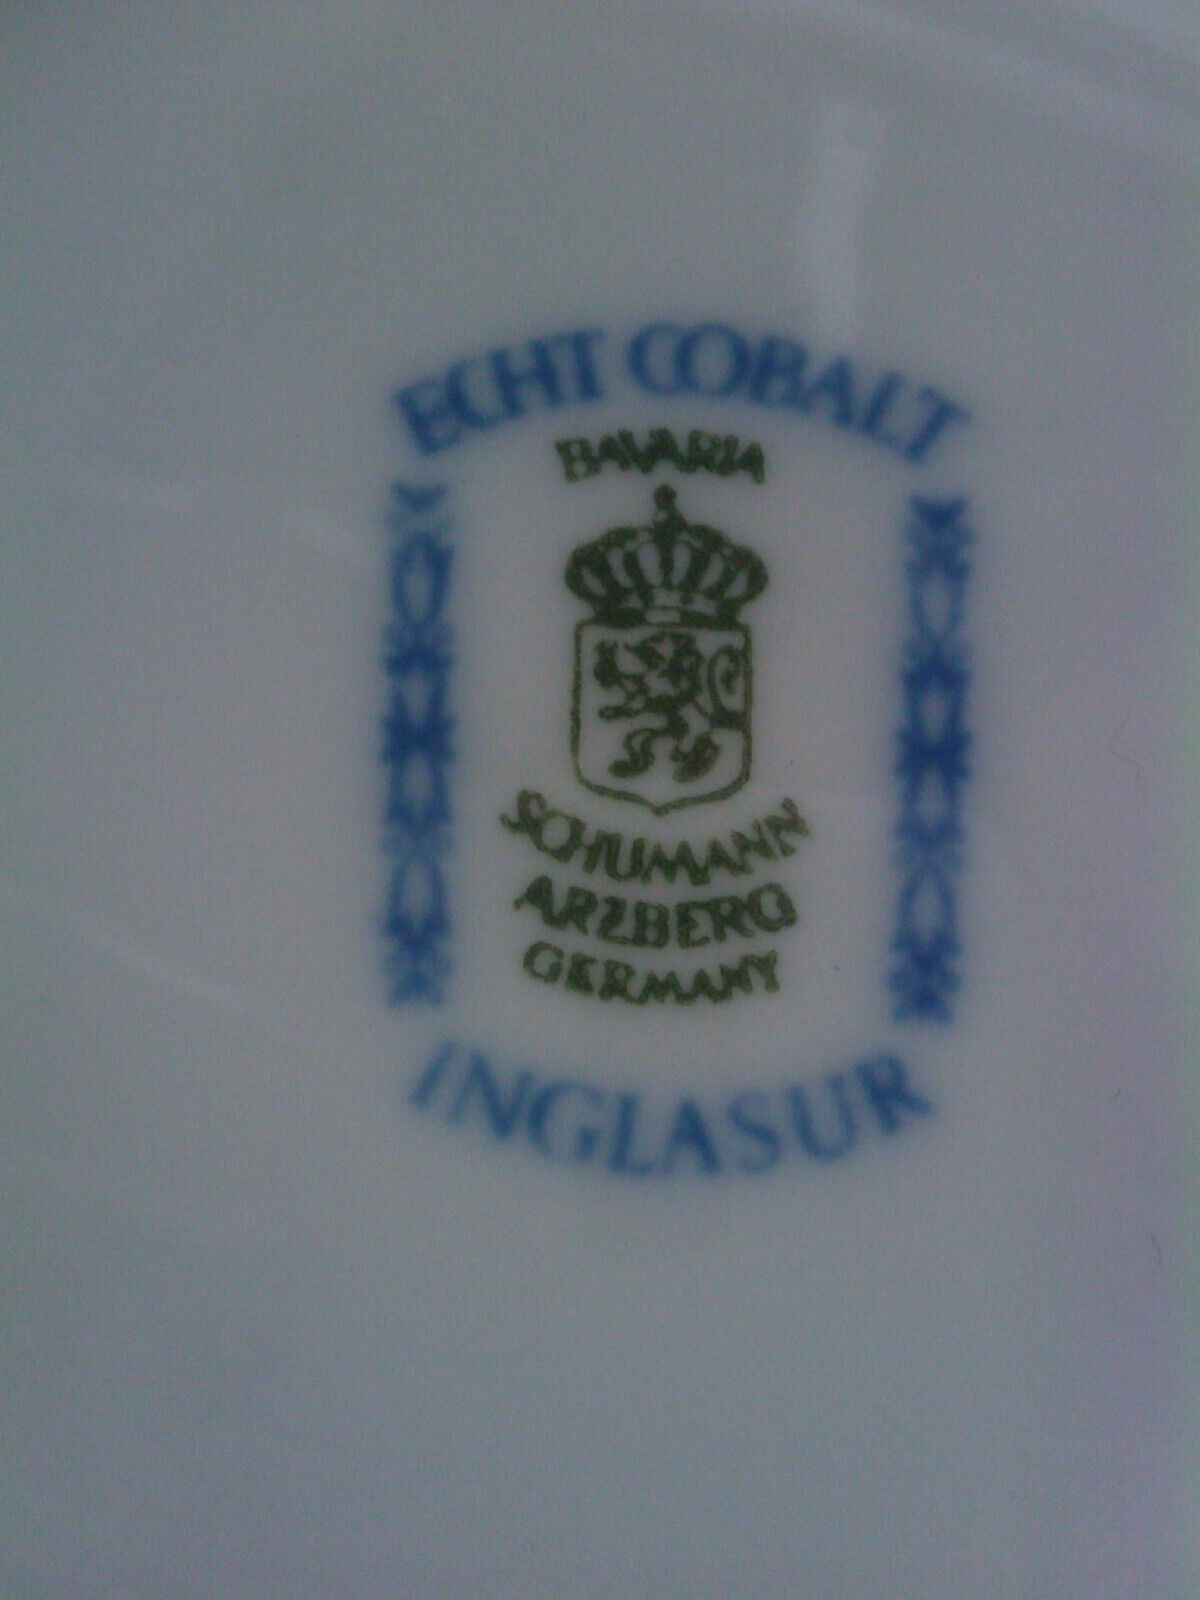 ECHT COBALT
BAVARIA
SCHUMANN
ARZBERG
GERMANY
INGLASUR